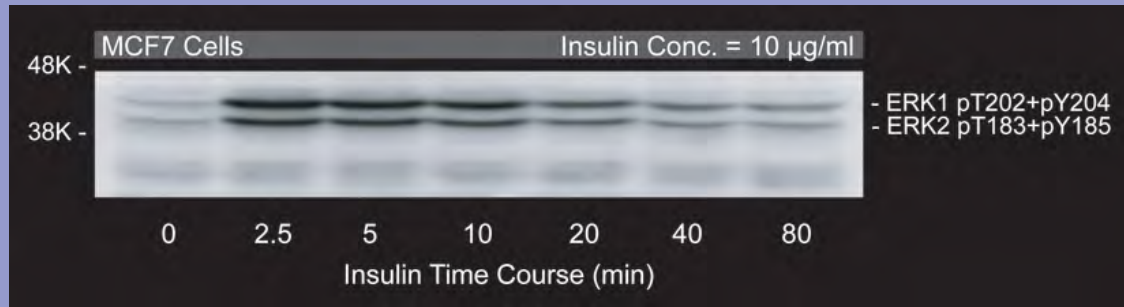 MCF7 Cells Insulin Conc. = 10 µg/ml
48K -
- ERK1 pT202+pY204
- ERK2 pT183+pY185
38K -
0 2.5 5 10 20 40 80
Insulin Time Course (min)